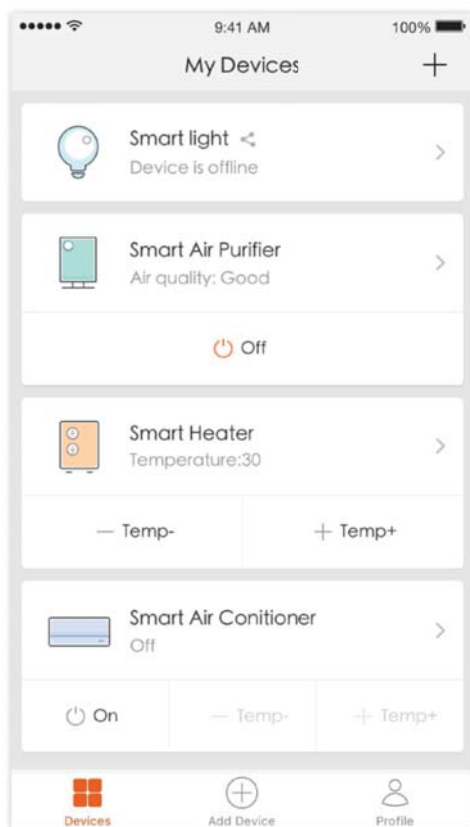 9:41 AM 100%
My Devices
Smart light
Device is offline
Smart Air Purifier
Air quality: Good
Off
Smart Heater
Temperature:30
Temp- Temp+
Smart Air Conitioner
Off
On Temp- Temp+
Devices Add Device Profile